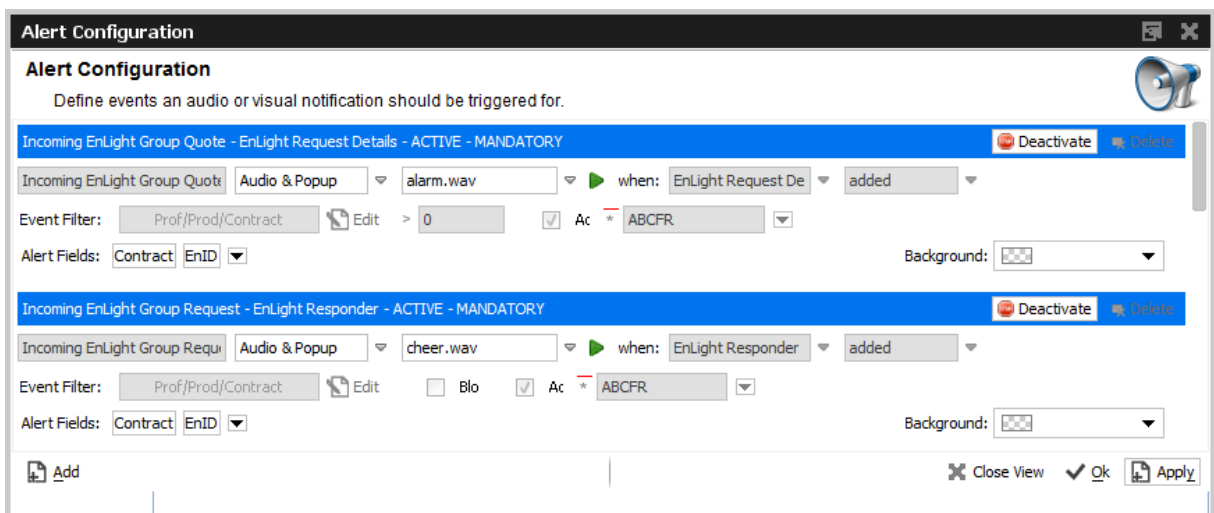 Alert Configuration
Alert Configuration
Define events an audio or visual notification should be triggered for.
Incoming EnLight Group Quote - EnLight Request Details - ACTIVE - MANDATORY Deactivate Delete
Incoming EnLight Group Quote Audio & Popup alarm.wav when: EnLight Request De added
Event Filter: Prof/Prod/Contract Edit > 0 Ac * ABCFR
Alert Fields: Contract EnID Background:
Incoming EnLight Group Request - EnLight Responder - ACTIVE - MANDATORY Deactivate Delete
Incoming EnLight Group Requ Audio & Popup cheer.wav when: EnLight Responder added
Event Filter: Prof/Prod/Contract Edit Blo Ac * ABCFR
Alert Fields: Contract EnID Background:
Add Close View Ok Apply